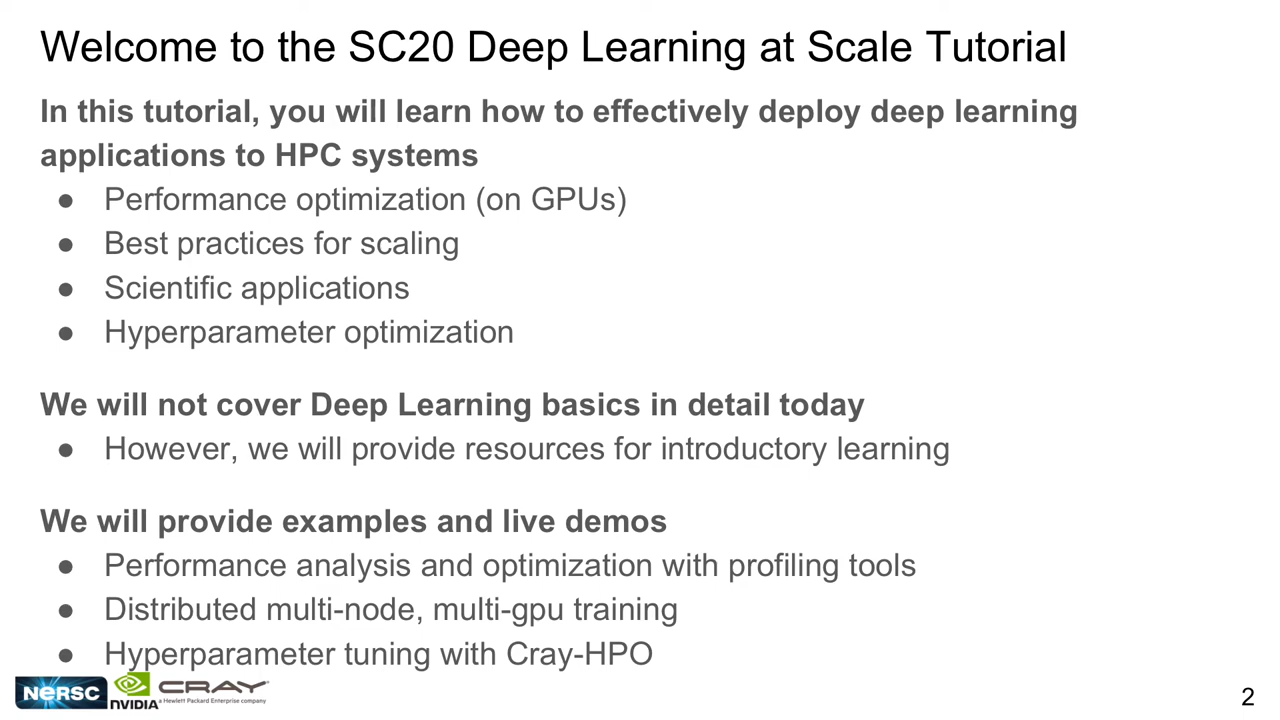 Welcome to the SC20 Deep Learning at Scale Tutorial
In this tutorial, you will learn how to effectively deploy deep learning
applications to HPC systems
● Performance optimization (on GPUs)
● Best practices for scaling
● Scientific applications
● Hyperparameter optimization
We will not cover Deep Learning basics in detail today
● However, we will provide resources for introductory learning
We will provide examples and live demos
● Performance analysis and optimization with profiling tools
● Distributed multi-node, multi-gpu training
● Hyperparameter tuning with Cray-HPO
NERSC
NVIDIA
CRAY
a Hewlett Packard Enterprise company
2